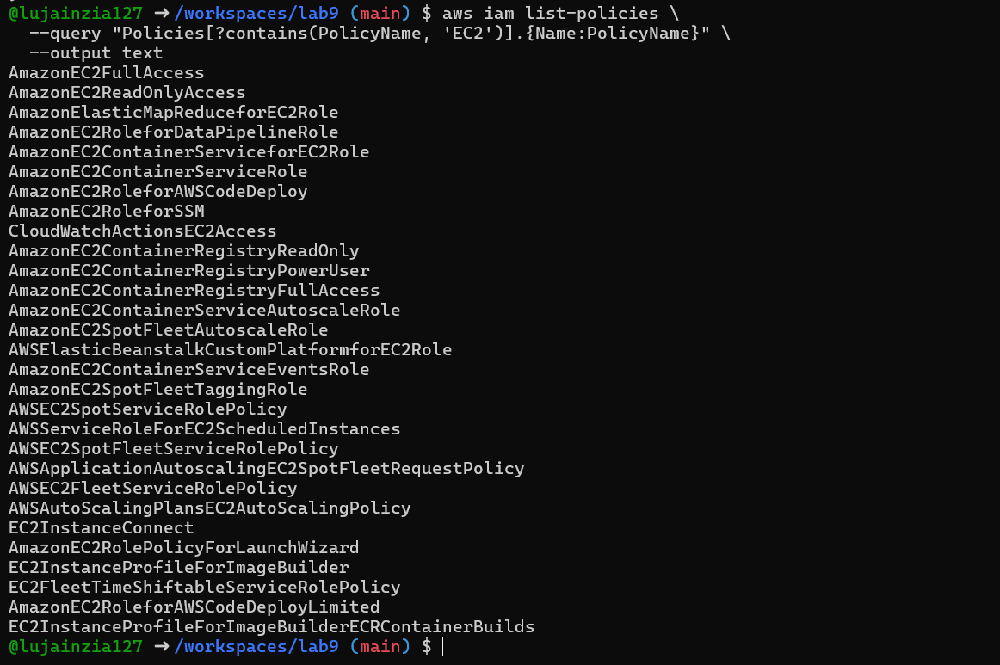 @lujainzia127 → /workspaces/lab9 (main) $ aws iam list-policies \
  --query "Policies[?contains(PolicyName, 'EC2')].{Name:PolicyName}" \
  --output text
AmazonEC2FullAccess
AmazonEC2ReadOnlyAccess
AmazonElasticMapReduceforEC2Role
AmazonEC2RoleforDataPipelineRole
AmazonEC2ContainerServiceforEC2Role
AmazonEC2ContainerServiceRole
AmazonEC2RoleforAWSCodeDeploy
AmazonEC2RoleforSSM
CloudWatchActionsEC2Access
AmazonEC2ContainerRegistryReadOnly
AmazonEC2ContainerRegistryPowerUser
AmazonEC2ContainerRegistryFullAccess
AmazonEC2ContainerServiceAutoscaleRole
AmazonEC2SpotFleetAutoscaleRole
AWSElasticBeanstalkCustomPlatformforEC2Role
AmazonEC2ContainerServiceEventsRole
AmazonEC2SpotFleetTaggingRole
AWSEC2SpotServiceRolePolicy
AWSServiceRoleForEC2ScheduledInstances
AWSEC2SpotFleetServiceRolePolicy
AWSApplicationAutoscalingEC2SpotFleetRequestPolicy
AWSEC2FleetServiceRolePolicy
AWSAutoScalingPlansEC2AutoScalingPolicy
EC2InstanceConnect
AmazonEC2RolePolicyForLaunchWizard
EC2InstanceProfileForImageBuilder
EC2FleetTimeShiftableServiceRolePolicy
AmazonEC2RoleforAWSCodeDeployLimited
EC2InstanceProfileForImageBuilderECRContainerBuilds
@lujainzia127 → /workspaces/lab9 (main) $